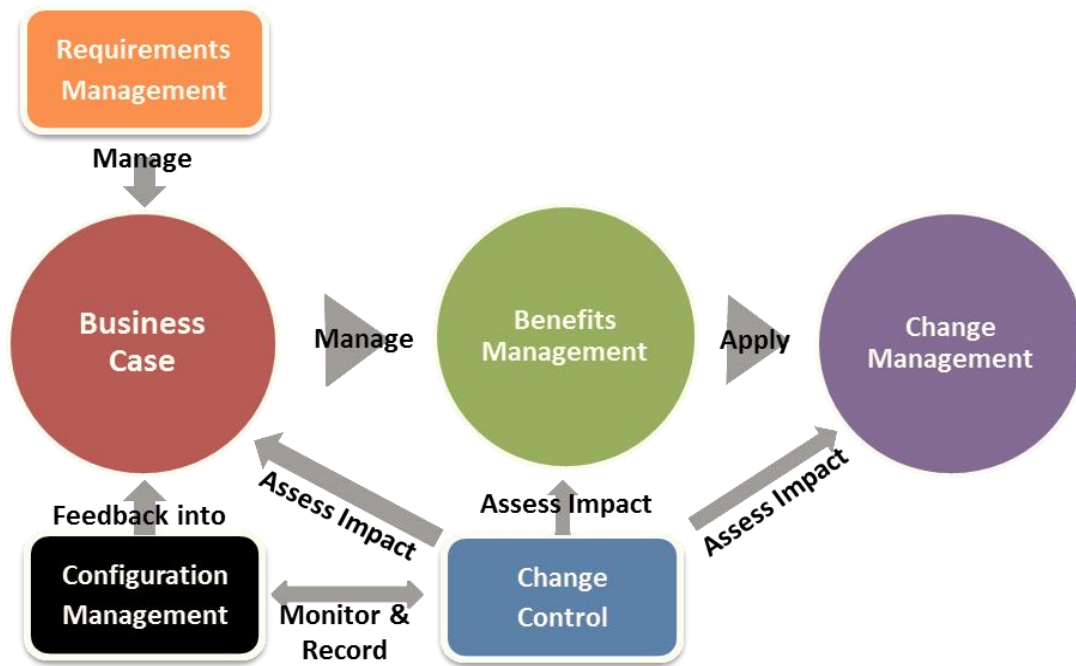 Requirements
Management
Manage
Business
Case
Manage
Benefits
Management
Apply
Change
Management
Feedback into
Assess Impact
Assess Impact
Assess Impact
Configuration
Management
Monitor &
Record
Change
Control